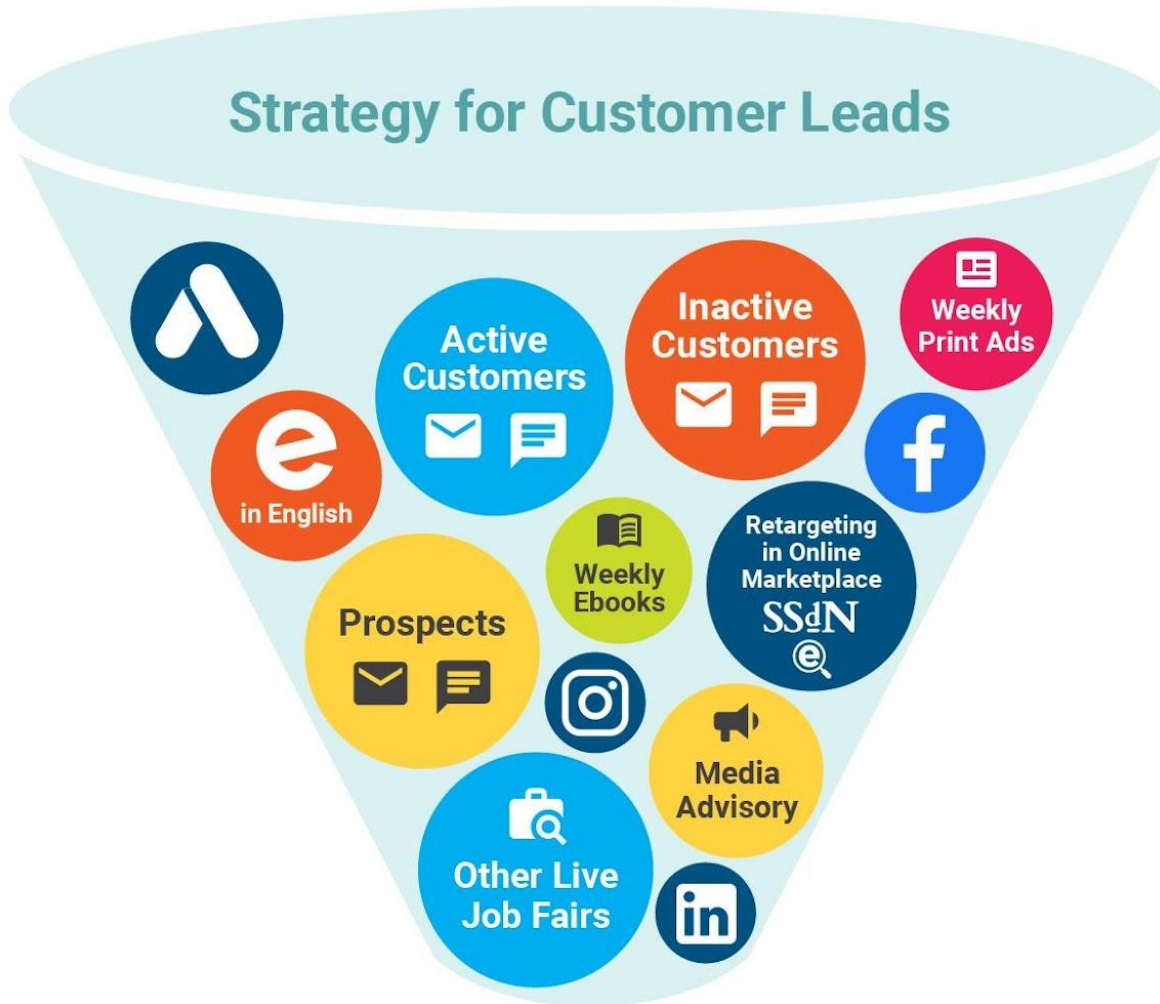 Strategy for Customer Leads
Active
Customers
Inactive
Customers
Weekly
Print Ads
f
e
in English
Retargeting
in Online
Marketplace
SSdN
e
Weekly
Ebooks
Prospects
Media
Advisory
Other Live
Job Fairs
in